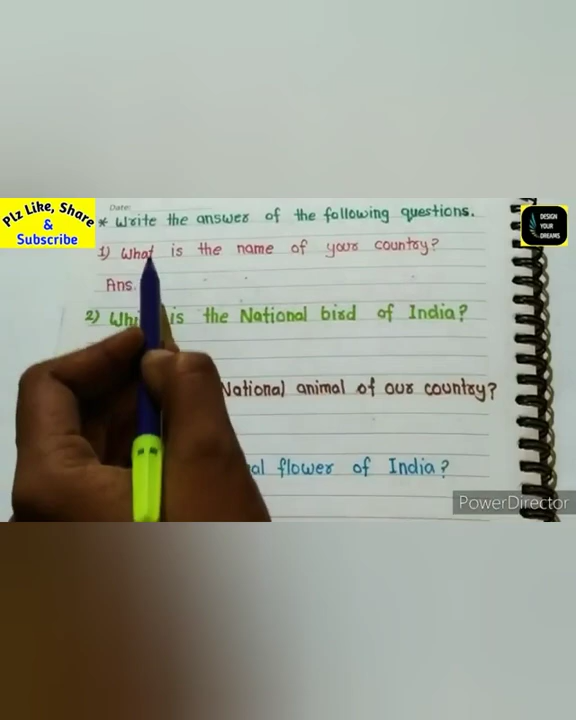 Plz Like, Share
&
Subscribe
Date:
* Write the answer of the following questions.
DESIGN
YOUR
DREAMS
1) What is the name of your country?
Ans.
2) Whi is the National bird of India?
National animal of our country?
al flower of India?
PowerDirector